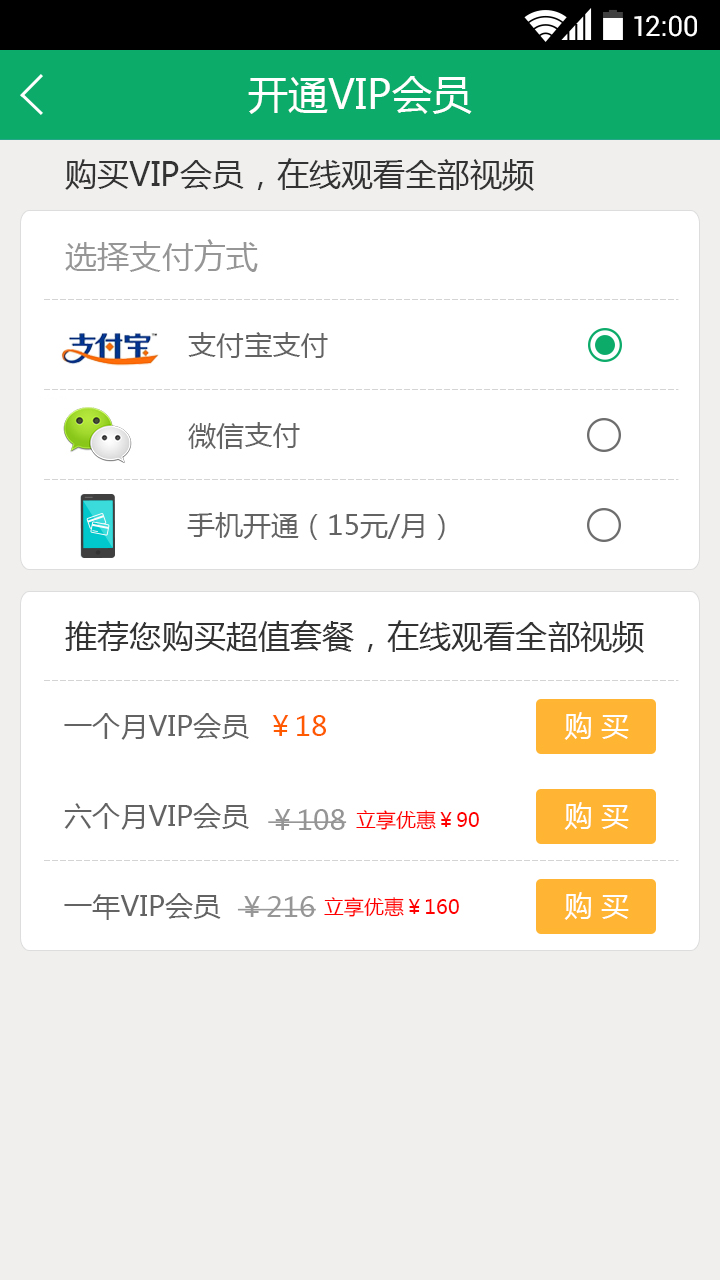 12:00
开通VIP会员
购买VIP会员，在线观看全部视频
选择支付方式
支付宝 支付宝支付
微信支付
手机开通（15元/月）
推荐您购买超值套餐，在线观看全部视频
一个月VIP会员 ¥18 购 买
六个月VIP会员 ¥108 立享优惠¥90 购 买
一年VIP会员 ¥216 立享优惠¥160 购 买